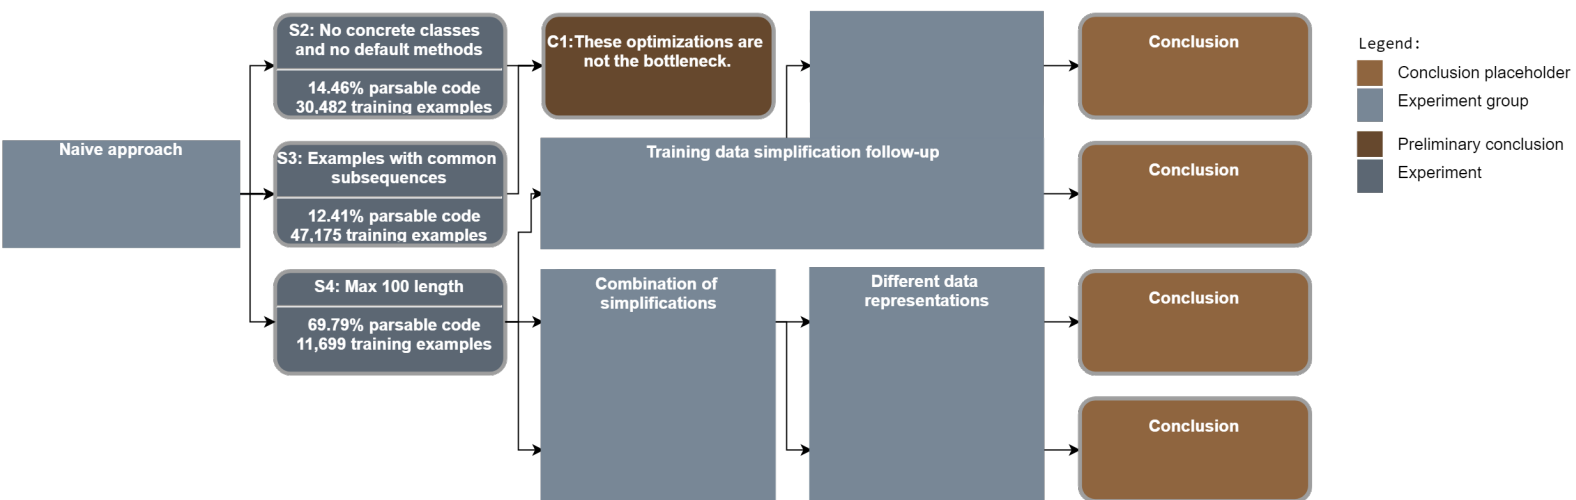 Naive approach
S2: No concrete classes
and no default methods
14.46% parsable code
30,482 training examples
S3: Examples with common
subsequences
12.41% parsable code
47,175 training examples
S4: Max 100 length
69.79% parsable code
11,699 training examples
C1:These optimizations are
not the bottleneck.
Training data simplification follow-up
Combination of
simplifications
Different data
representations
Conclusion
Conclusion
Conclusion
Conclusion
Legend:
Conclusion placeholder
Experiment group
Preliminary conclusion
Experiment